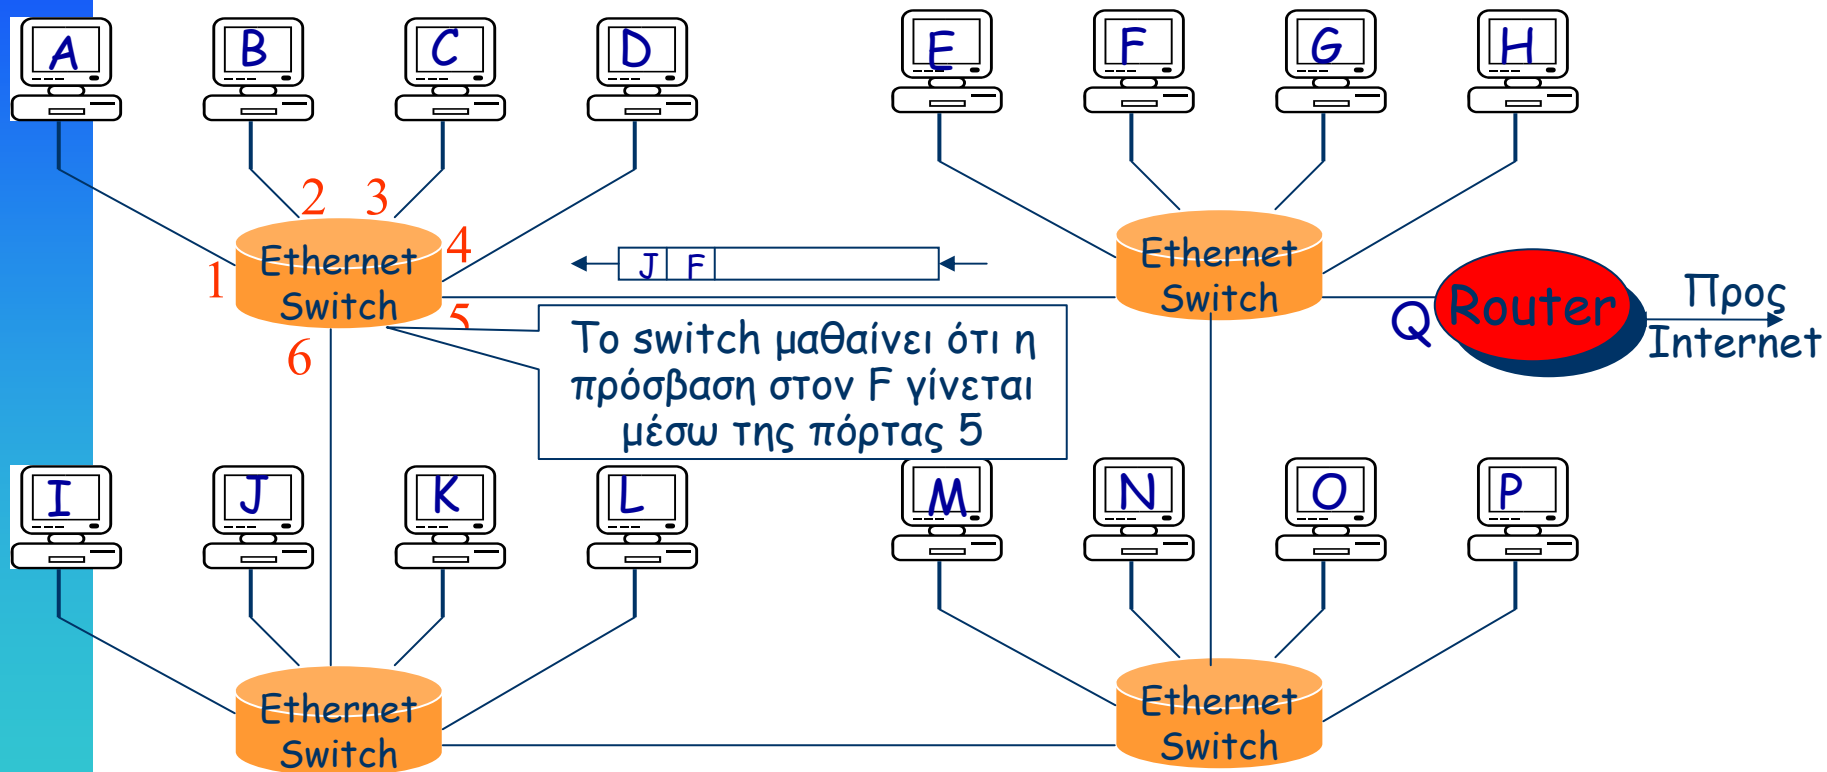 A B C D E F G H
2 3
4
1
5
6
Ethernet
Switch
J F
Ethernet
Switch
Q
Router
Προς
Internet
Το switch μαθαίνει ότι η
πρόσβαση στον F γίνεται
μέσω της πόρτας 5
I J K L M N O P
Ethernet
Switch
Ethernet
Switch